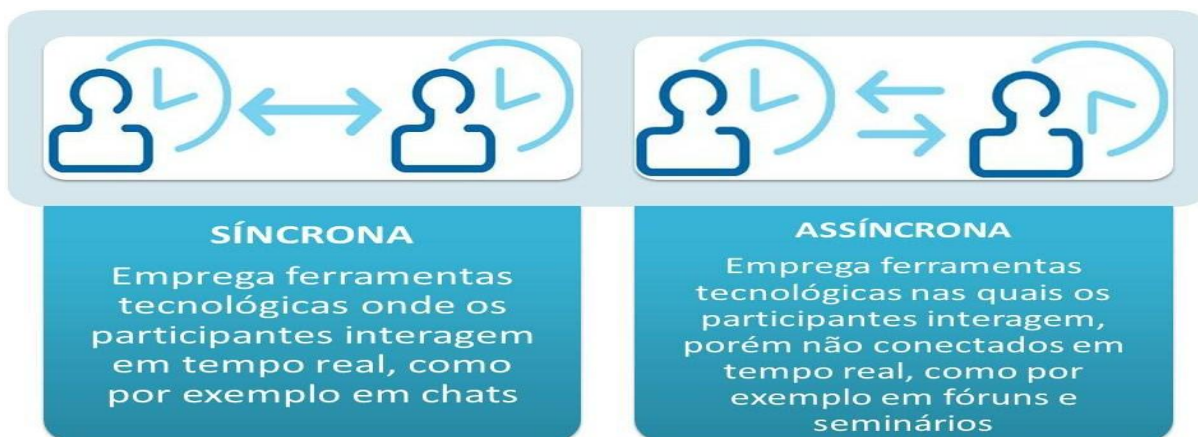 SÍNCRONA
Emprega ferramentas
tecnológicas onde os
participantes interagem
em tempo real, como
por exemplo em chats
ASSÍNCRONA
Emprega ferramentas
tecnológicas nas quais os
participantes interagem,
porém não conectados em
tempo real, como por
exemplo em fóruns e
seminários